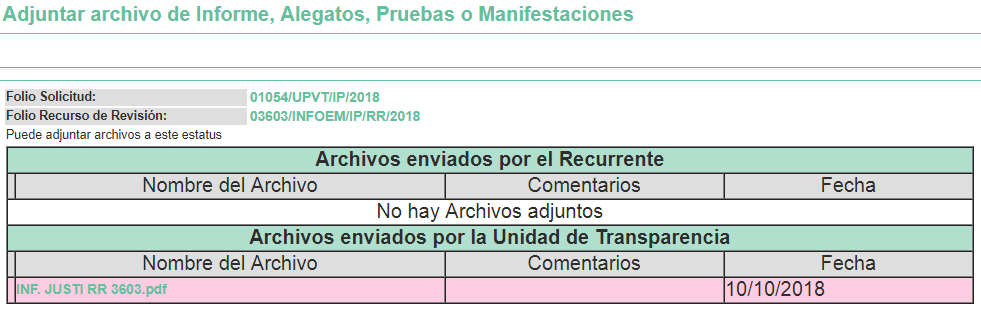 Adjuntar archivo de Informe, Alegatos, Pruebas o Manifestaciones
Folio Solicitud: 01054/UPVT/IP/2018
Folio Recurso de Revisión: 03603/INFOEM/IP/RR/2018
Puede adjuntar archivos a este estatus
Archivos enviados por el Recurrente
Nombre del Archivo Comentarios Fecha
No hay Archivos adjuntos
Archivos enviados por la Unidad de Transparencia
Nombre del Archivo Comentarios Fecha
INF. JUSTI RR 3603.pdf 10/10/2018